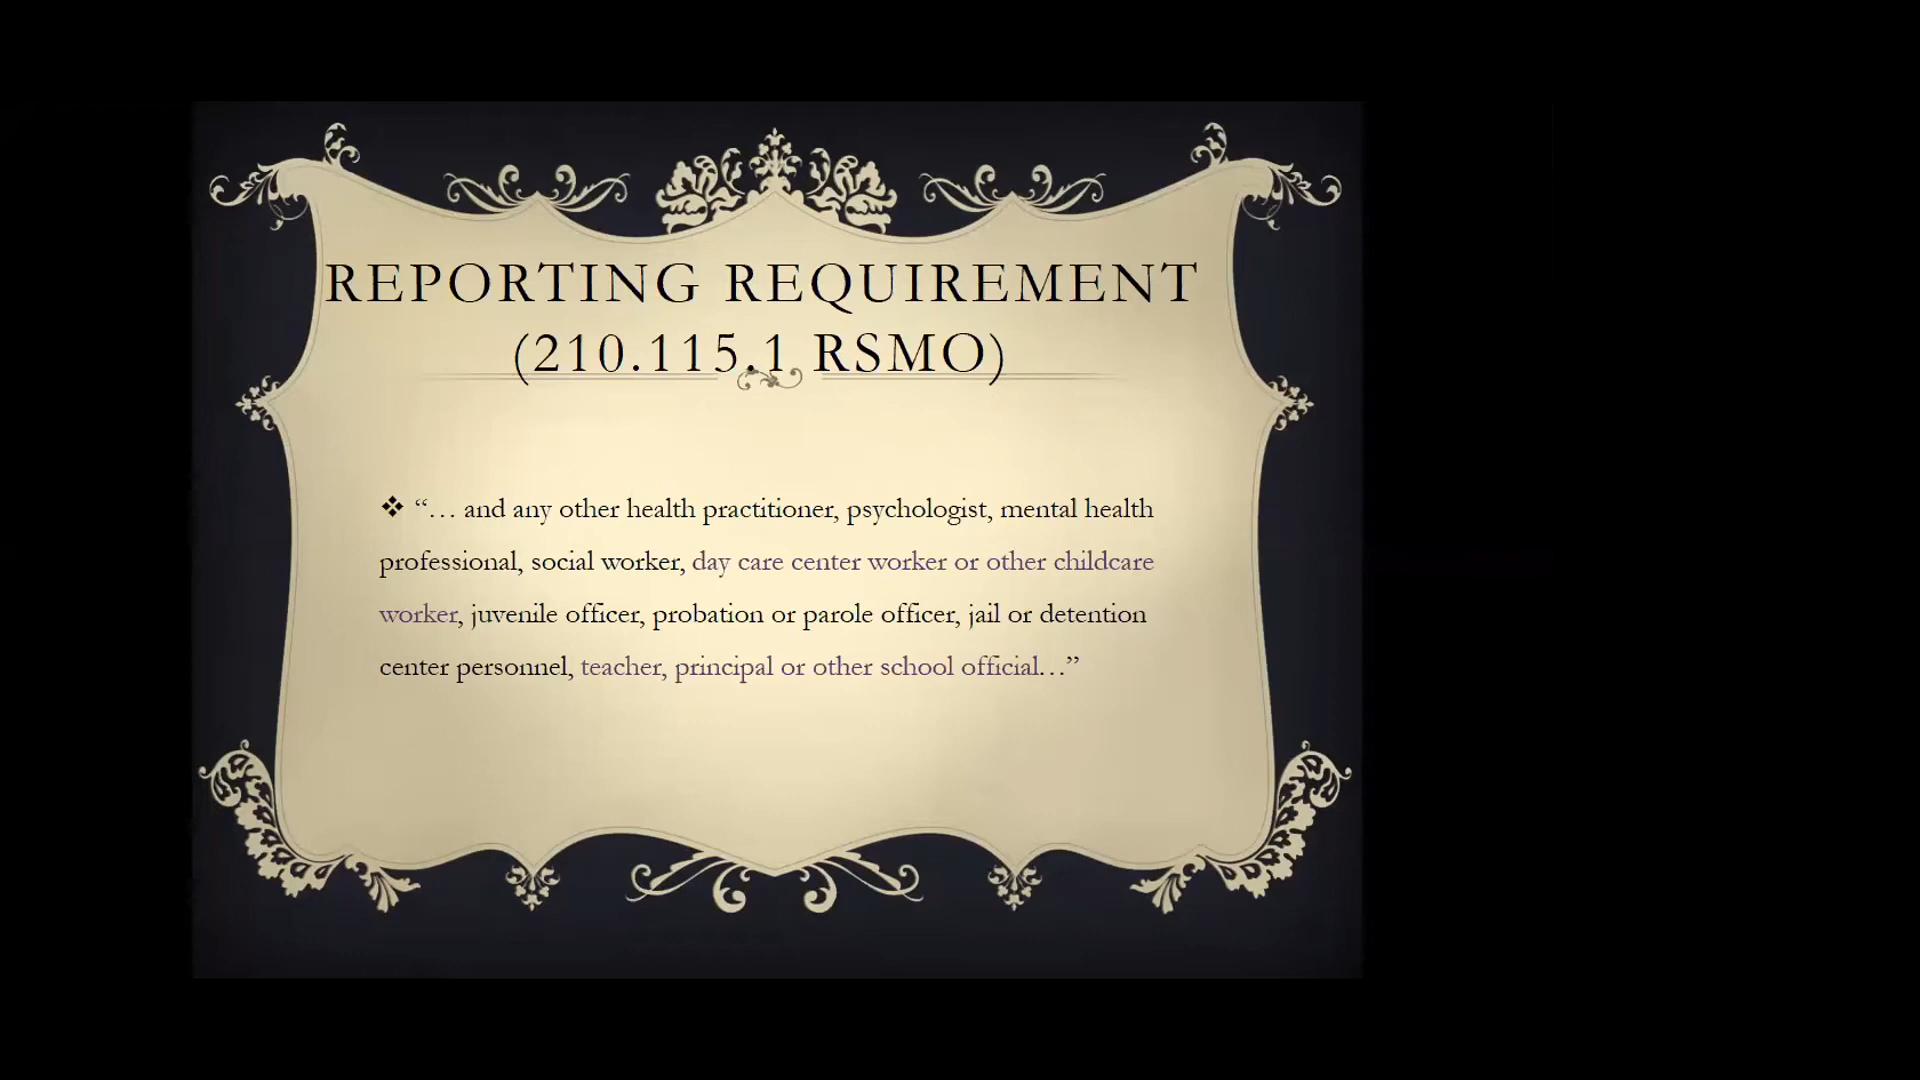 REPORTING REQUIREMENT
(210.115.1 RSMO)
❖ “… and any other health practitioner, psychologist, mental health
professional, social worker, day care center worker or other childcare
worker, juvenile officer, probation or parole officer, jail or detention
center personnel, teacher, principal or other school official…”